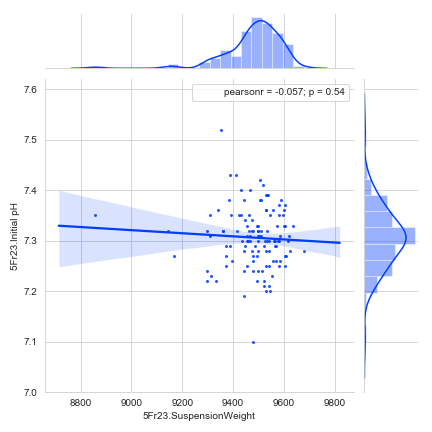 pearsonr = -0.057; p = 0.54
7.6
7.5
7.4
7.3
7.2
7.1
7.0
5Fr23.Initial pH
8800 9000 9200 9400 9600 9800
5Fr23.SuspensionWeight